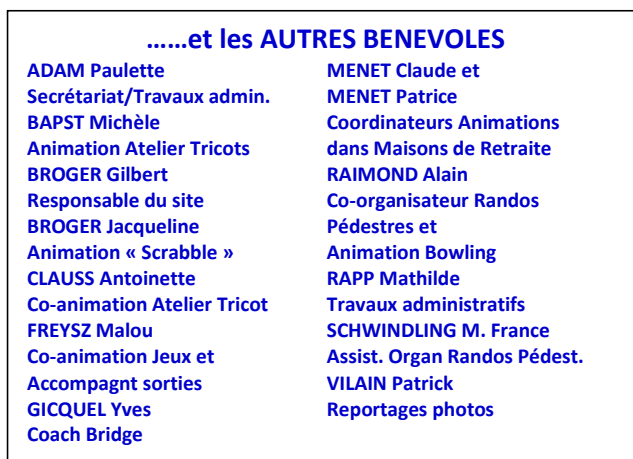 ......et les AUTRES BENEVOLES
ADAM Paulette
Secrétariat/Travaux admin.
BAPST Michèle
Animation Atelier Tricots
BROGER Gilbert
Responsable du site
BROGER Jacqueline
Animation « Scrabble »
CLAUSS Antoinette
Co-animation Atelier Tricot
FREYSZ Malou
Co-animation Jeux et
Accompagnt sorties
GICQUEL Yves
Coach Bridge
MENET Claude et
MENET Patrice
Coordinateurs Animations
dans Maisons de Retraite
RAIMOND Alain
Co-organisateur Randos
Pédestres et
Animation Bowling
RAPP Mathilde
Travaux administratifs
SCHWINDLING M. France
Assist. Organ Randos Pédest.
VILAIN Patrick
Reportages photos